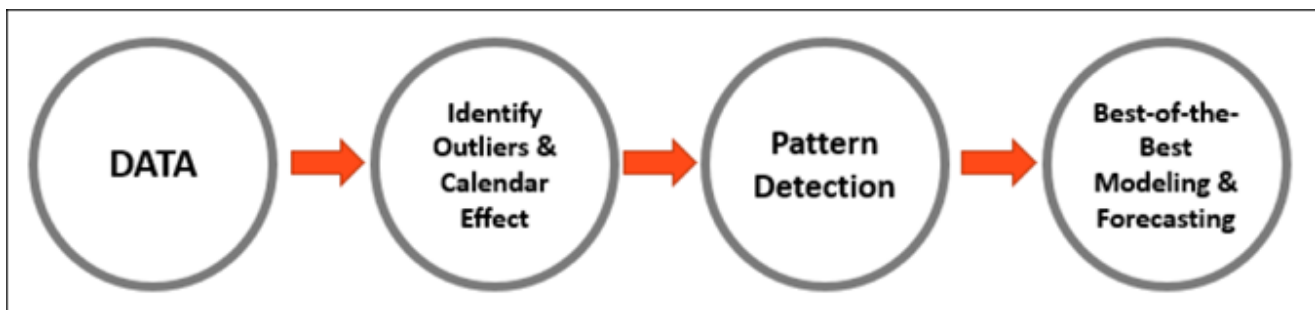 DATA
Identify
Outliers &
Calendar
Effect
Pattern
Detection
Best-of-the-
Best
Modeling &
Forecasting